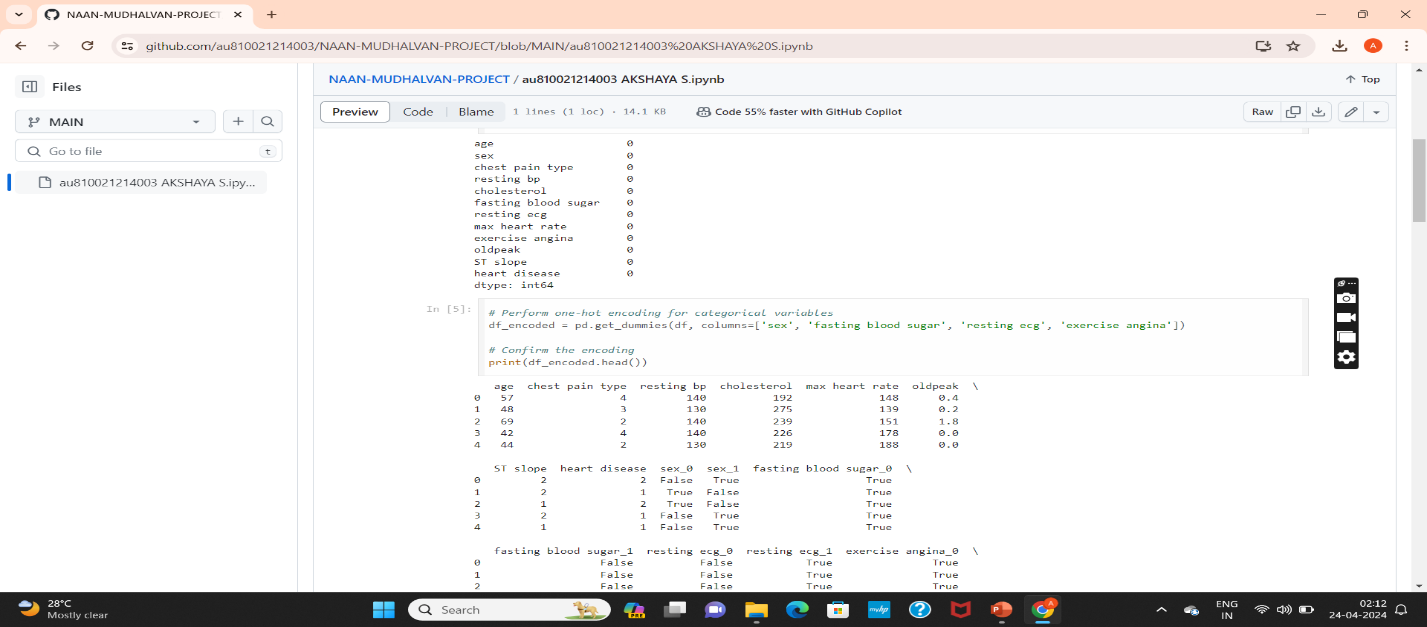 NAAN-MUDHALVAN-PROJECT
github.com/au810021214003/NAAN-MUDHALVAN-PROJECT/blob/MAIN/au810021214003%20AKSHAYA%20S.ipynb
A
Files
NAAN-MUDHALVAN-PROJECT / au810021214003 AKSHAYA S.ipynb
Top
MAIN
Preview Code Blame 1 lines (1 loc) · 14.1 KB Code 55% faster with GitHub Copilot Raw
Go to file t
au810021214003 AKSHAYA S.ipy...
age 0
sex 0
chest pain type 0
resting bp 0
cholesterol 0
fasting blood sugar 0
resting ecg 0
max heart rate 0
exercise angina 0
oldpeak 0
ST slope 0
heart disease 0
dtype: int64
In [5]:
# Perform one-hot encoding for categorical variables
df_encoded = pd.get_dummies(df, columns=['sex', 'fasting blood sugar', 'resting ecg', 'exercise angina'])
# Confirm the encoding
print(df_encoded.head())
age chest pain type resting bp cholesterol max heart rate oldpeak \
0 57 4 140 192 148 0.4
1 48 3 130 275 139 0.2
2 69 2 140 239 151 1.8
3 42 4 140 226 178 0.0
4 44 2 130 219 188 0.0
ST slope heart disease sex_0 sex_1 fasting blood sugar_0 \
0 2 2 False True True
1 2 1 True False True
2 1 2 True False True
3 2 1 False True True
4 1 1 False True True
fasting blood sugar_1 resting ecg_0 resting ecg_1 exercise angina_0 \
0 False False True True
1 False False True True
2 False False True True
28°C
Mostly clear
Search
ENG
IN
02:12
24-04-2024